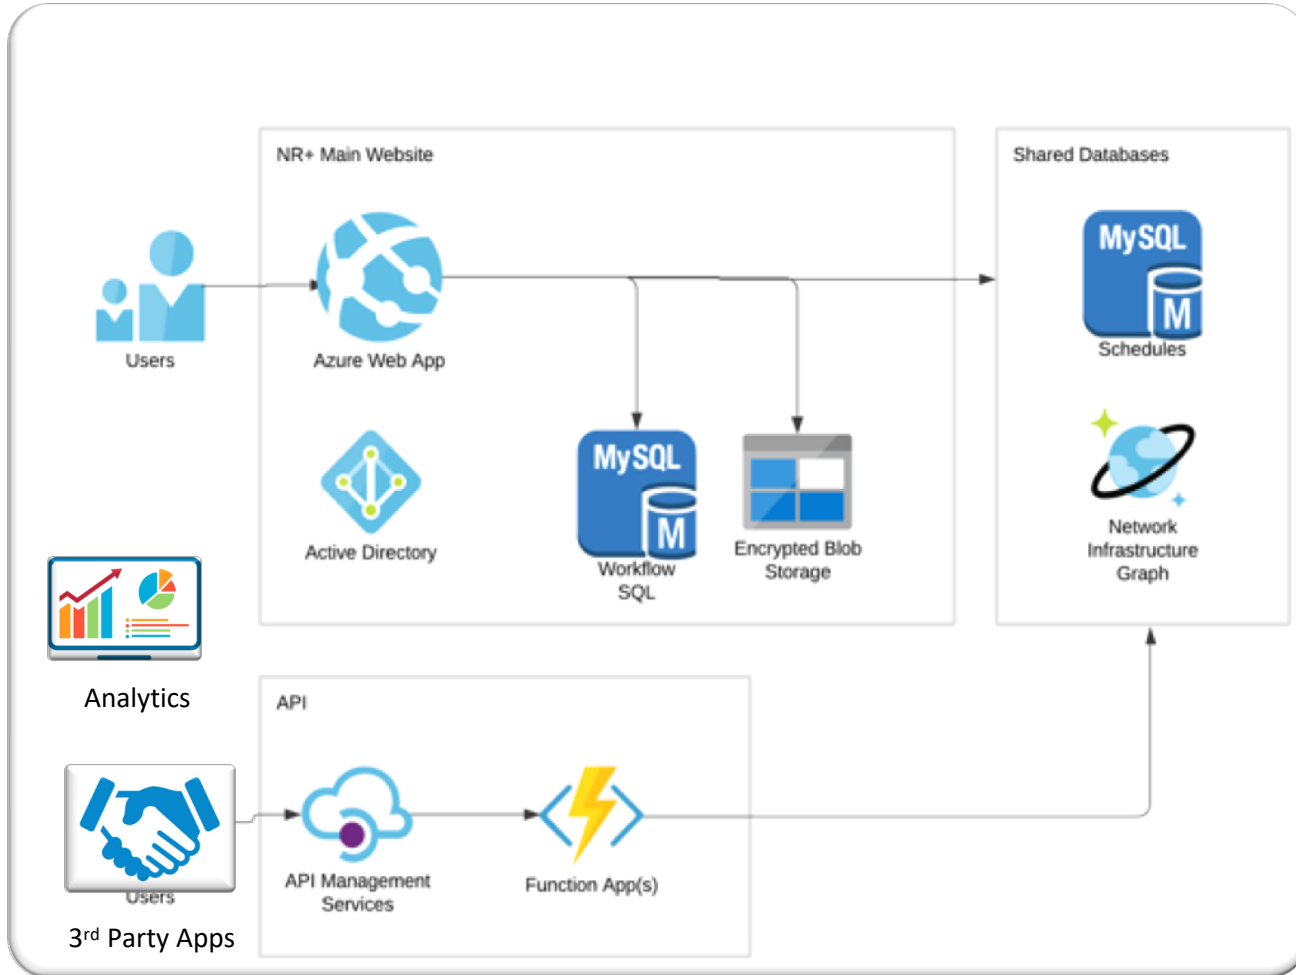 NR+ Main Website
Shared Databases
MySQL
M
Schedules
Users
Azure Web App
MySQL
M
Active Directory
Workflow
SQL
Encrypted Blob
Storage
Network
Infrastructure
Graph
Analytics
API
API Management
Services
Function App(s)
Users
3rd Party Apps